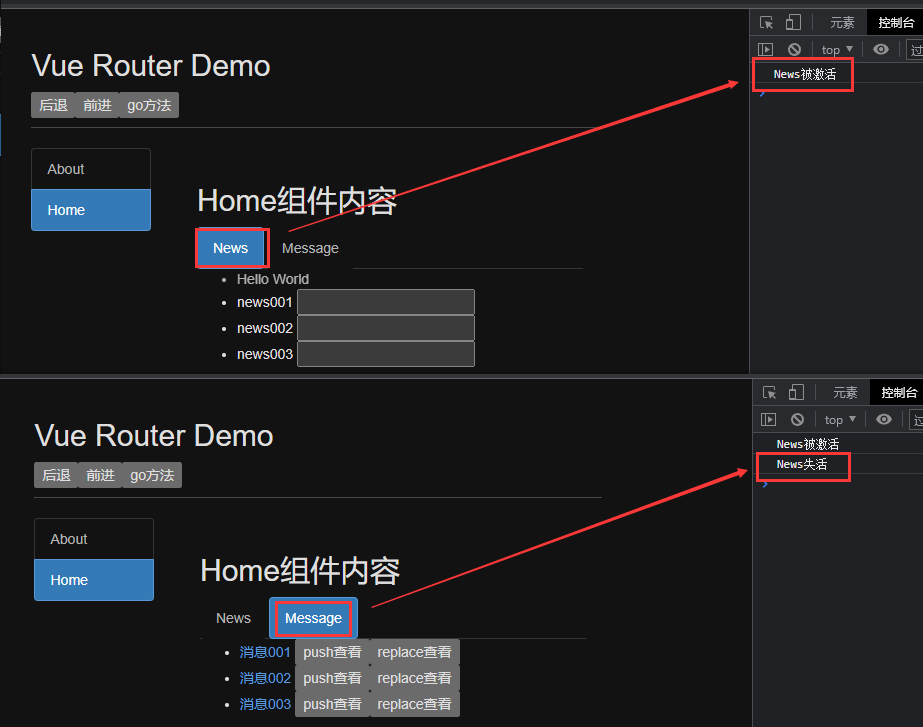 元素 控制台
top ▼ 过
Vue Router Demo
News被激活
后退 前进 go方法
About
Home
Home组件内容
News Message
Hello World
news001
news002
news003
元素 控制台
top ▼ 过
Vue Router Demo
News被激活
News失活
后退 前进 go方法
About
Home
Home组件内容
News Message
消息001 push查看 replace查看
消息002 push查看 replace查看
消息003 push查看 replace查看